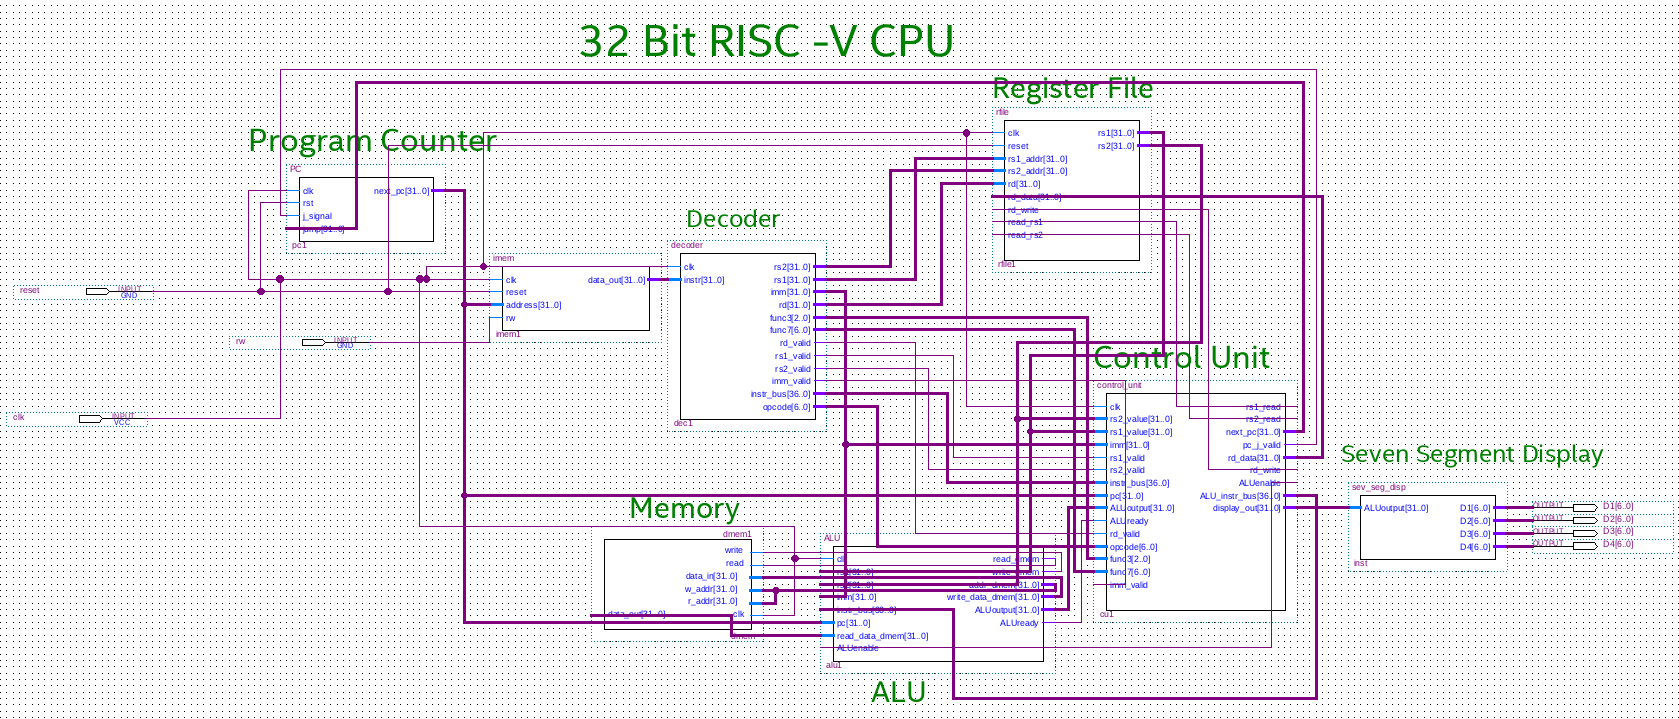 32 Bit RISC -V CPU
Program Counter
PC
clk
rst
j_signal
jump[31..0]
next_pc[31..0]
pc1
reset
INPUT
GND
rw
INPUT
GND
clk
INPUT
VCC
imem
clk
reset
address[31..0]
rw
data_out[31..0]
imem1
Decoder
decoder
clk
instr[31..0]
rs2[31..0]
rs1[31..0]
imm[31..0]
rd[31..0]
func3[2..0]
func7[6..0]
rd_valid
rs1_valid
rs2_valid
imm_valid
instr_bus[36..0]
opcode[6..0]
dec1
Register File
rfile
clk
reset
rs1_addr[31..0]
rs2_addr[31..0]
rd[31..0]
rd_data[31..0]
rd_write
read_rs1
read_rs2
rs1[31..0]
rs2[31..0]
rfile1
Control Unit
control_unit
clk
rs2_value[31..0]
rs1_value[31..0]
imm[31..0]
rs1_valid
rs2_valid
instr_bus[36..0]
pc[31..0]
ALUoutput[31..0]
ALUready
rd_valid
opcode[6..0]
func3[2..0]
func7[6..0]
imm_valid
rs1_read
rs2_read
next_pc[31..0]
pc_j_valid
rd_data[31..0]
rd_write
ALUenable
ALU_instr_bus[36..0]
display_out[31..0]
cu1
Memory
dmem1
write
read
data_in[31..0]
w_addr[31..0]
r_addr[31..0]
clk
data_out[31..0]
dmem
ALU
clk
imm[31..0]
instr_bus[36..0]
pc[31..0]
read_data_dmem[31..0]
ALUenable
read_dmem
write_dmem
addr_dmem[31..0]
write_data_dmem[31..0]
ALUoutput[31..0]
ALUready
alu1
ALU
Seven Segment Display
sev_seg_disp
ALUoutput[31..0]
D1[6..0]
D2[6..0]
D3[6..0]
D4[6..0]
inst
OUTPUT D1[6..0]
OUTPUT D2[6..0]
OUTPUT D3[6..0]
OUTPUT D4[6..0]